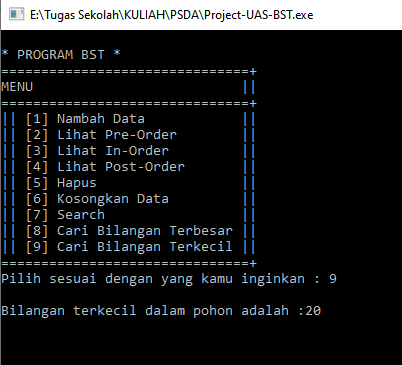 E:\Tugas Sekolah\KULIAH\PSDA\Project-UAS-BST.exe
* PROGRAM BST *
===============================+
MENU                          ||
===============================+
|| [1] Nambah Data            ||
|| [2] Lihat Pre-Order        ||
|| [3] Lihat In-Order         ||
|| [4] Lihat Post-Order       ||
|| [5] Hapus                  ||
|| [6] Kosongkan Data         ||
|| [7] Search                 ||
|| [8] Cari Bilangan Terbesar ||
|| [9] Cari Bilangan Terkecil ||
===============================+
Pilih sesuai dengan yang kamu inginkan : 9
Bilangan terkecil dalam pohon adalah :20